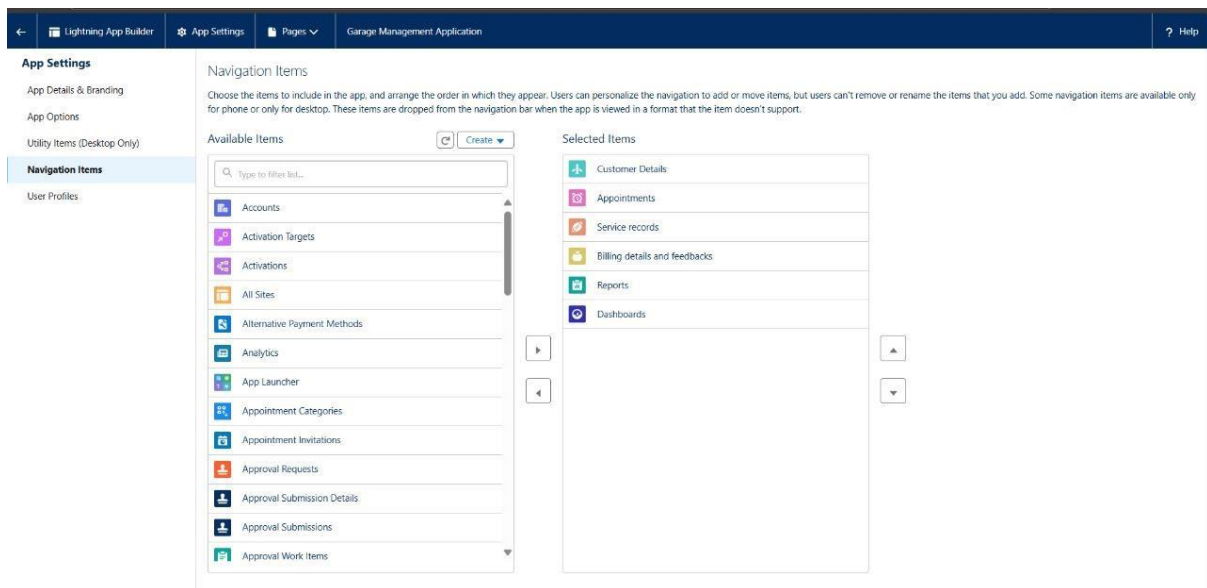 Lightning App Builder
App Settings
Pages
Garage Management Application
? Help
App Settings
App Details & Branding
App Options
Utility Items (Desktop Only)
Navigation Items
User Profiles
Navigation Items
Choose the items to include in the app, and arrange the order in which they appear. Users can personalize the navigation to add or move items, but users can't remove or rename the items that you add. Some navigation items are available only
for phone or only for desktop. These items are dropped from the navigation bar when the app is viewed in a format that the item doesn't support.
Available Items
Create
Type to filter list...
Accounts
Activation Targets
Activations
All Sites
Alternative Payment Methods
Analytics
App Launcher
Appointment Categories
Appointment Invitations
Approval Requests
Approval Submission Details
Approval Submissions
Approval Work Items
Selected Items
Customer Details
Appointments
Service records
Billing details and feedbacks
Reports
Dashboards